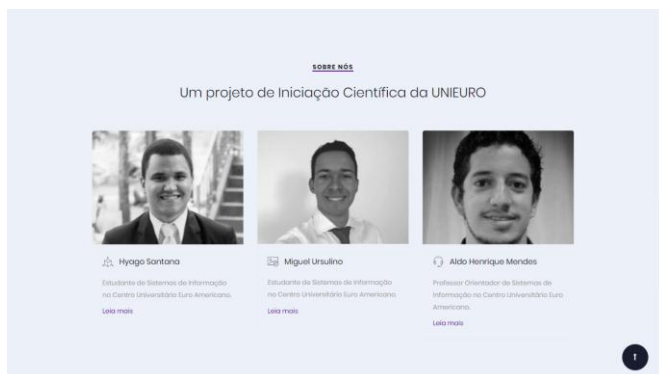 SOBRE NÓS
Um projeto de Iniciação Científica da UNIEURO
Hyago Santana
Estudante de Sistemas de Informação
no Centro Universitário Euro Americano.
Leia mais
Miguel Ursulino
Estudante de Sistemas de Informação
no Centro Universitário Euro Americano.
Leia mais
Aldo Henrique Mendes
Professor Orientador de Sistemas de
Informação no Centro Universitário Euro
Americano.
Leia mais